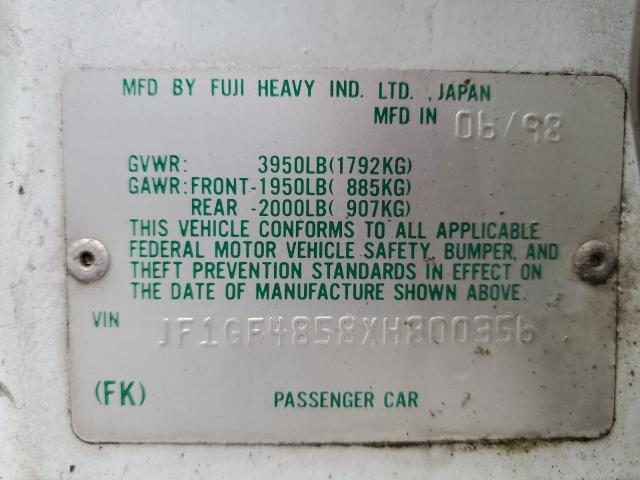 MFD BY FUJI HEAVY IND. LTD. , JAPAN
MFD IN 06/98
GVWR: 3950LB(1792KG)
GAWR:FRONT-1950LB( 885KG)
REAR -2000LB( 907KG)
THIS VEHICLE CONFORMS TO ALL APPLICABLE
FEDERAL MOTOR VEHICLE SAFETY, BUMPER, AND
THEFT PREVENTION STANDARDS IN EFFECT ON
THE DATE OF MANUFACTURE SHOWN ABOVE.
VIN JF1GF4858XH800356
(FK) PASSENGER CAR